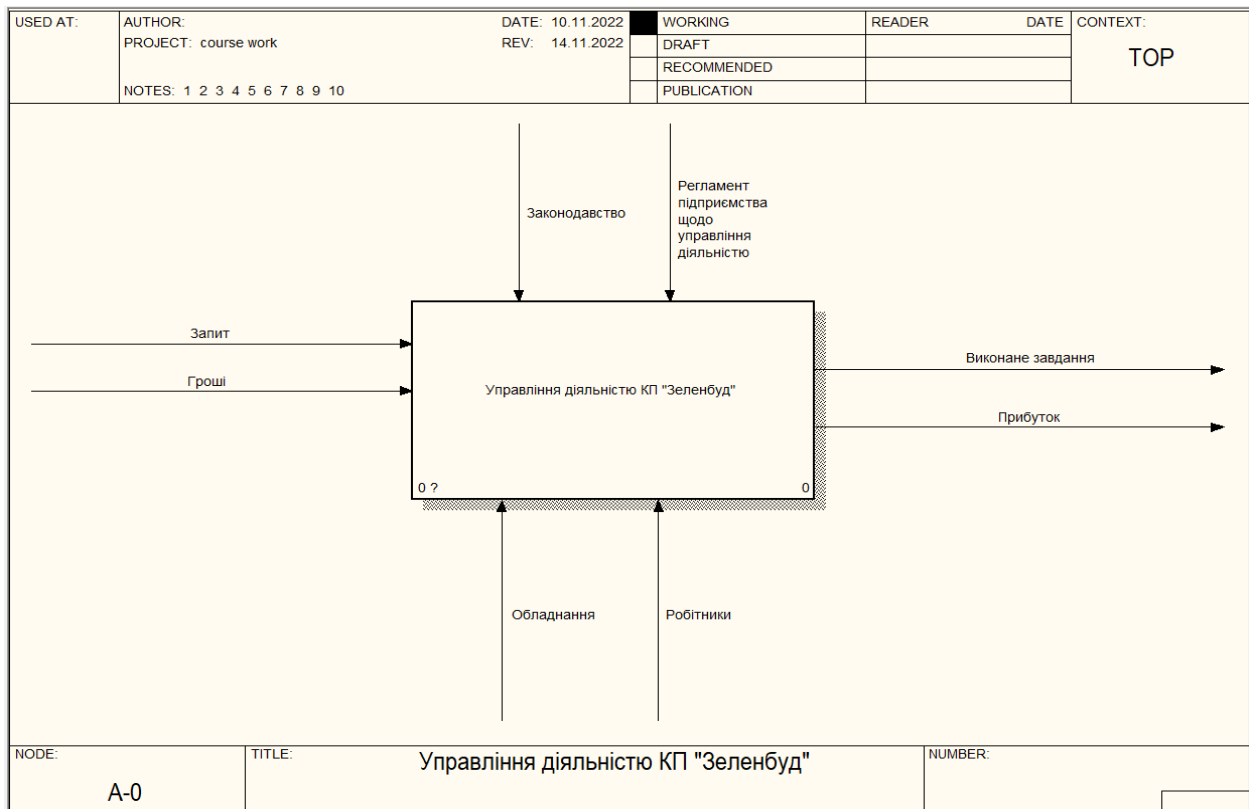 USED AT:
AUTHOR:
DATE: 10.11.2022
PROJECT: course work
REV: 14.11.2022
NOTES: 1 2 3 4 5 6 7 8 9 10
WORKING
DRAFT
RECOMMENDED
PUBLICATION
READER
DATE
CONTEXT:
TOP
Законодавство
Регламент
підприємства
щодо
управління
діяльністю
Запит
Гроші
Управління діяльністю КП "Зеленбуд"
0 ?
0
Виконане завдання
Прибуток
Обладнання
Робітники
NODE:
A-0
TITLE:
Управління діяльністю КП "Зеленбуд"
NUMBER: